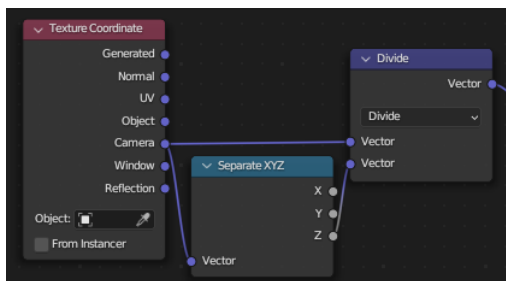 Texture Coordinate
Generated
Normal
UV
Object
Camera
Window
Reflection
Object:
From Instancer
Separate XYZ
X
Y
Z
Vector
Divide
Vector
Divide
Vector
Vector